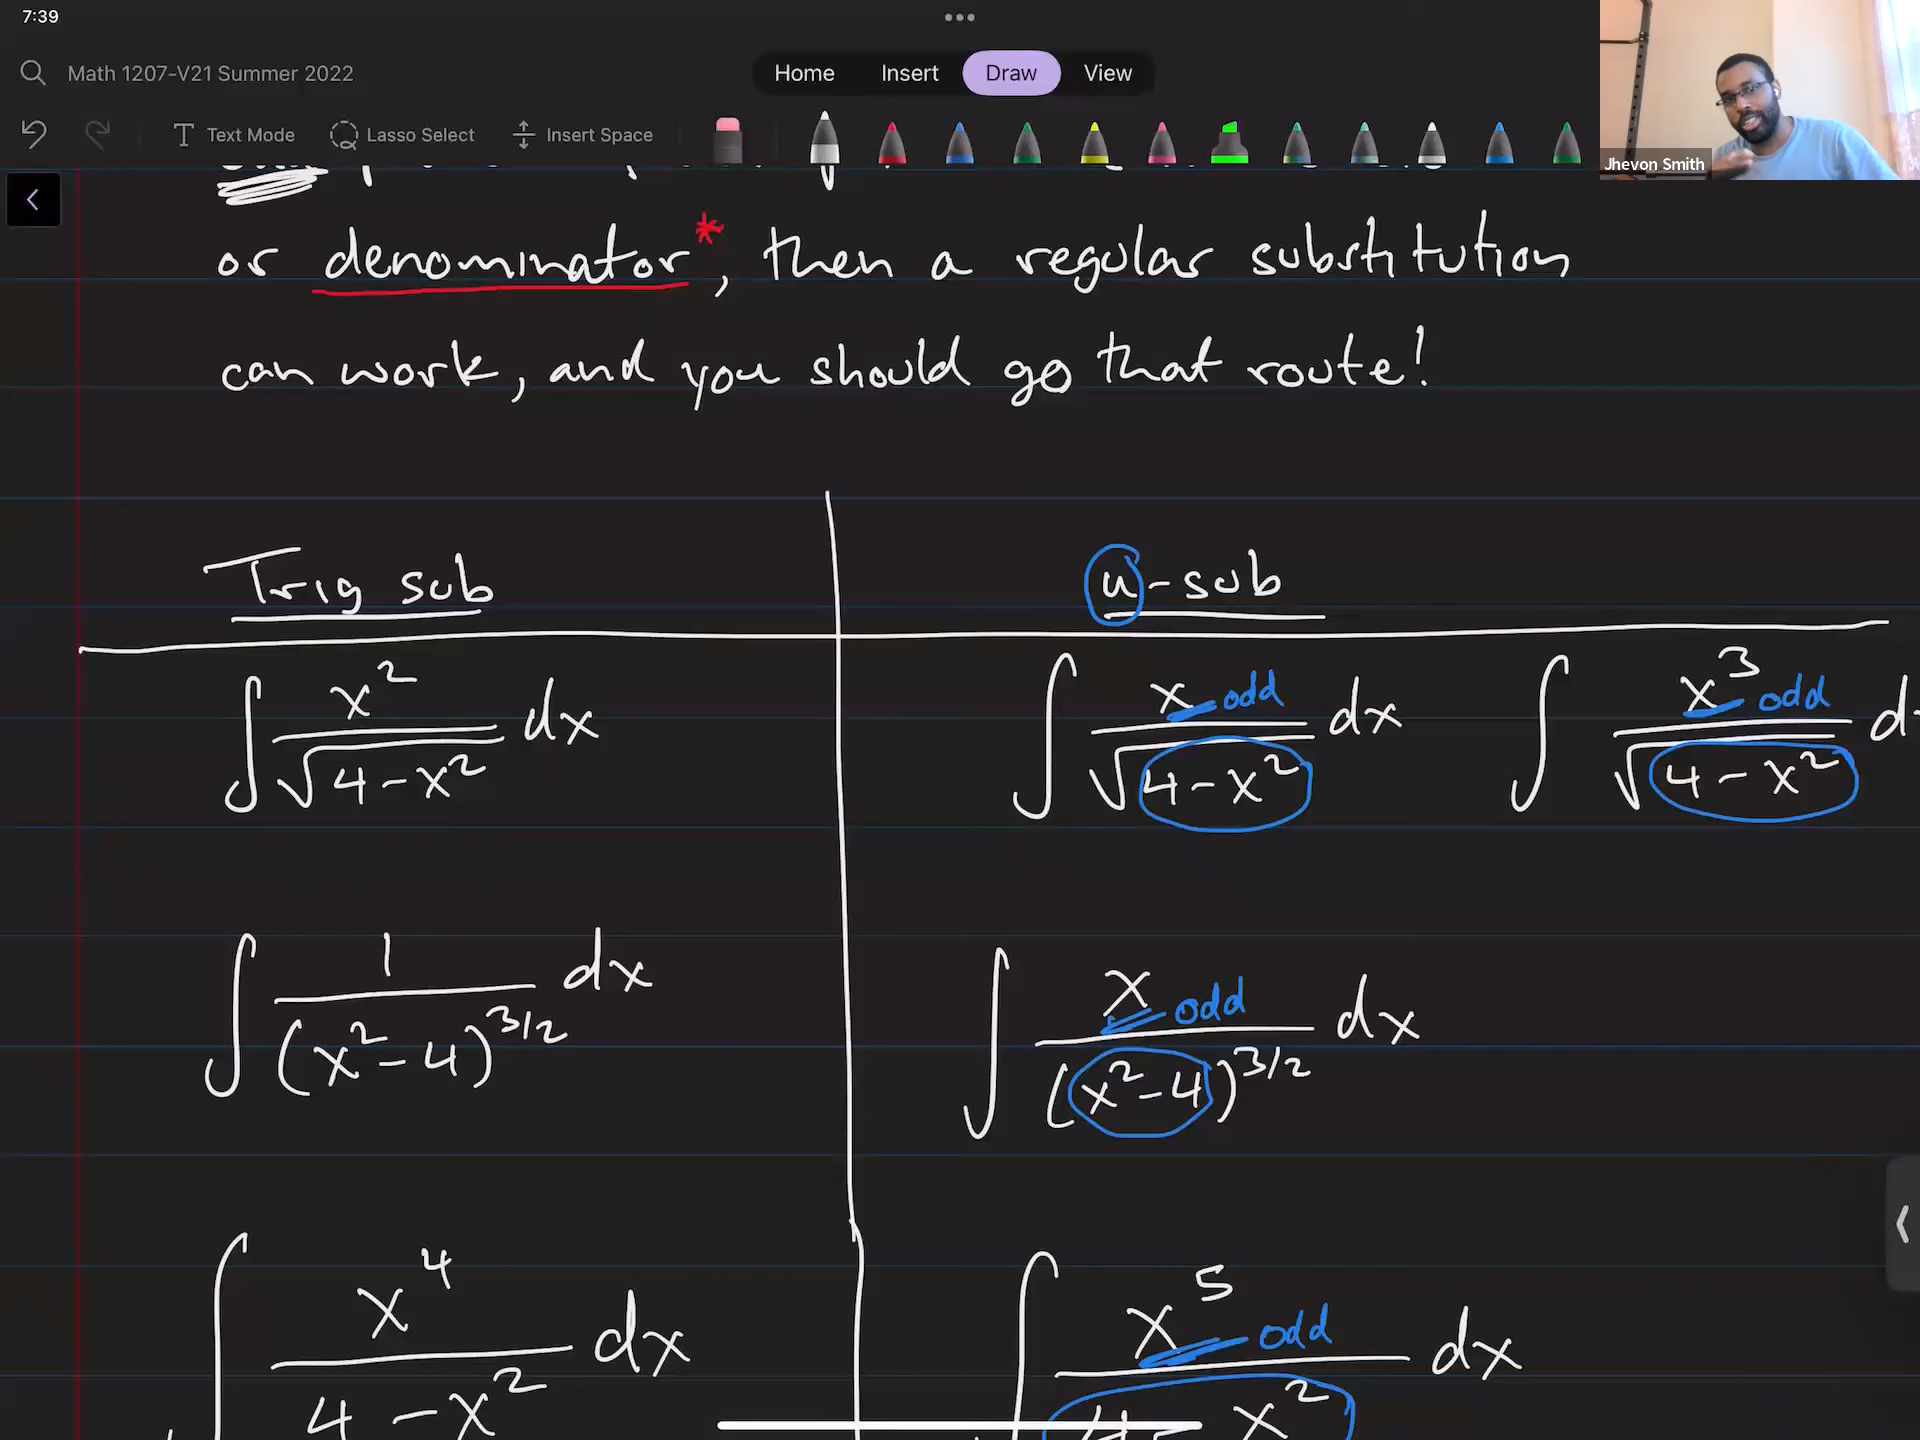 7:39
Math 1207-V21 Summer 2022
Home Insert Draw View
Text Mode Lasso Select Insert Space
Jhevon Smith
or denominator*, then a regular substitution
can work, and you should go that route!
Trig sub
u-sub
∫ x² / √(4-x²) dx
∫ x odd / √(4-x²) dx
∫ x³ odd / √(4-x²) d
∫ 1 / (x²-4)^3/2 dx
∫ x odd / (x²-4)^3/2 dx
∫ x⁴ / 4-x² dx
∫ x⁵ odd / 4-x² dx